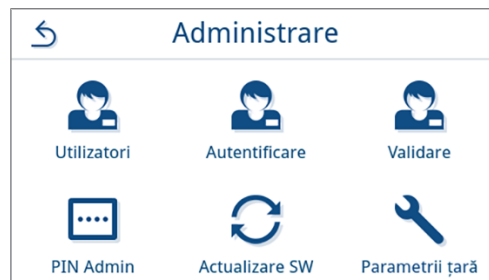 Administrare
Utilizatori Autentificare Validare
PIN Admin Actualizare SW Parametrii țară